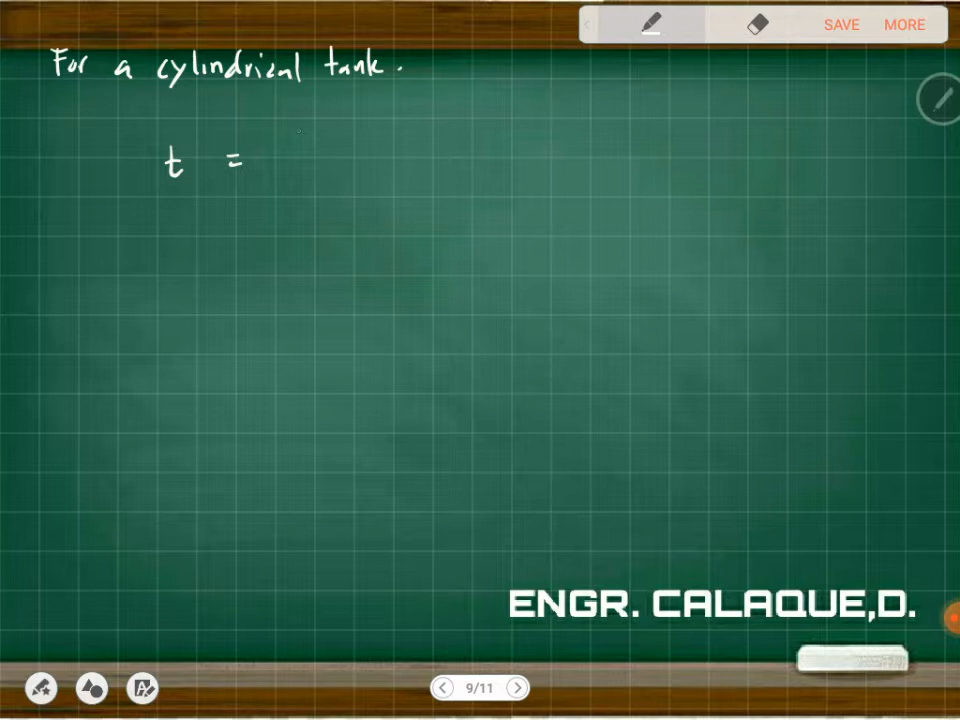 SAVE MORE
For a cylindrical tank.
t =
ENGR. CALAQUE,D.
9/11